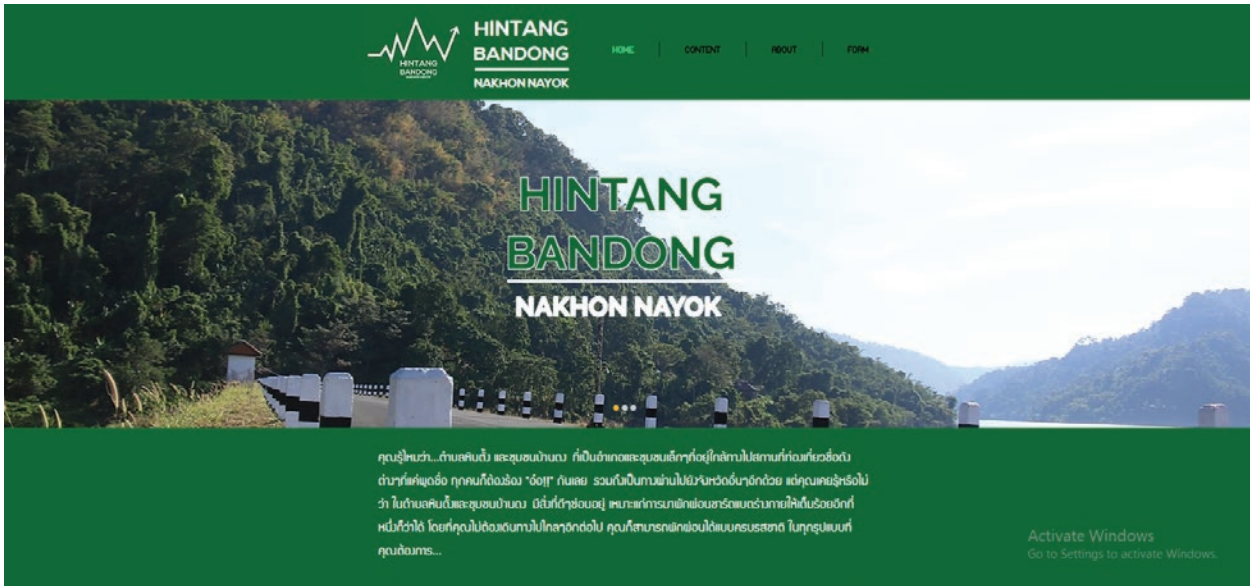 HINTANG
BANDONG
NAKHON NAYOK
HINTANG
BANDONG
HOME
CONTENT
ABOUT
FORM
HINTANG
BANDONG
NAKHON NAYOK
คุณรู้ไหมว่า...ตำบลหินตั้ง และชุมชนบ้านดง ที่เป็นอำเภอและชุมชนเล็กๆที่อยู่ใกล้ทางไปสถานที่ท่องเที่ยวชื่อดัง
ต่างๆที่แค่พูดชื่อ ทุกคนก็ต้องร้อง "อ๋อ!!" กันเลย รวมถึงเป็นทางผ่านไปยังจังหวัดอื่นๆอีกด้วย แต่คุณเคยรู้หรือไม่
ว่า ในตำบลหินตั้งและชุมชนบ้านดง มีสิ่งที่ดีๆซ่อนอยู่ เหมาะแก่การมาพักผ่อนชาร์ตแบตร่างกายให้เต็มร้อยอีกที่
หนึ่งก็ว่าได้ โดยที่คุณไม่ต้องเดินทางไปไกลๆอีกต่อไป คุณก็สามารถพักผ่อนได้แบบครบรสชาติ ในทุกรูปแบบที่
คุณต้องการ...
Activate Windows
Go to Settings to activate Windows.